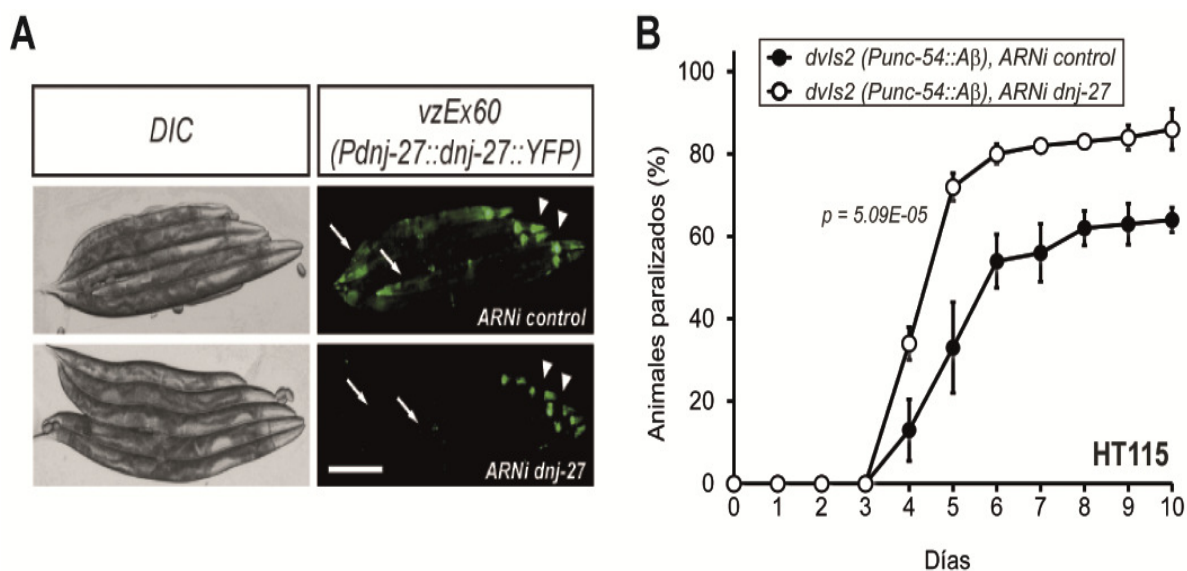 A
DIC
vzEx60
(Pdnj-27::dnj-27::YFP)
ARNi control
ARNi dnj-27
B
dvIs2 (Punc-54::Aβ), ARNi control
dvIs2 (Punc-54::Aβ), ARNi dnj-27
Animales paralizados (%)
100
80
60
40
20
0
p = 5.09E-05
HT115
0 1 2 3 4 5 6 7 8 9 10
Días